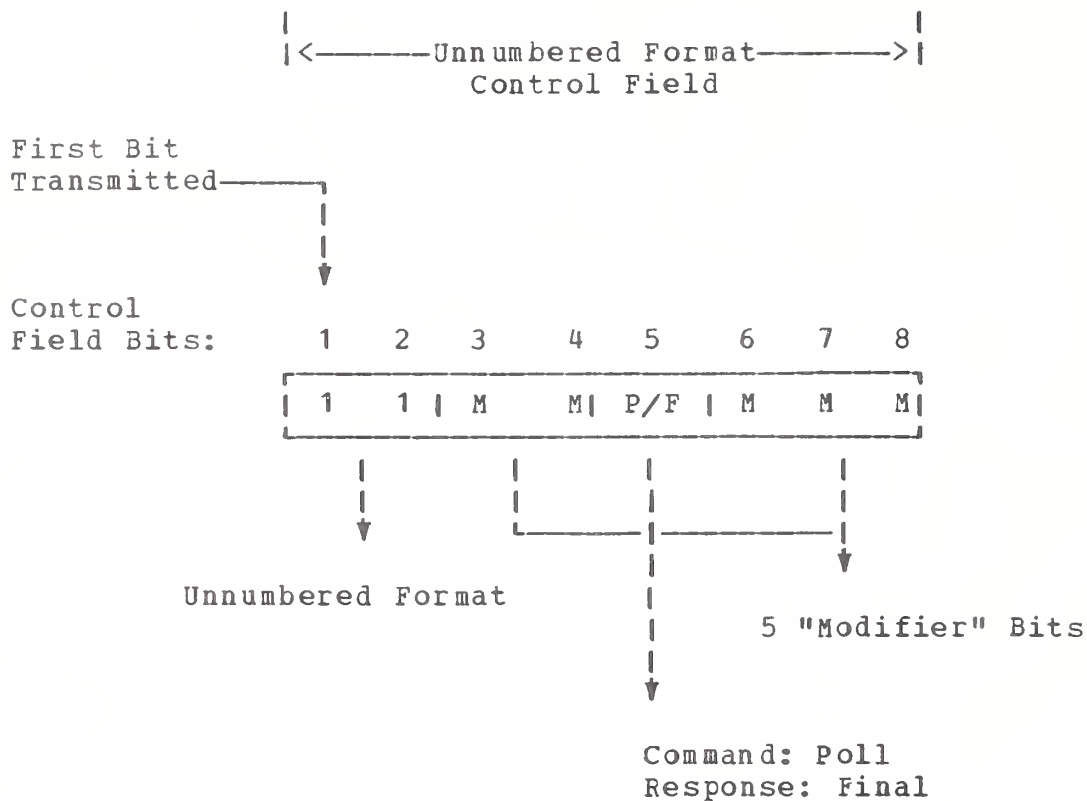 Unnumbered Format
Control Field
First Bit
Transmitted
Control
Field Bits: 1 2 3 4 5 6 7 8
1 1 | M M | P/F | M M M
Unnumbered Format
5 "Modifier" Bits
Command: Poll
Response: Final